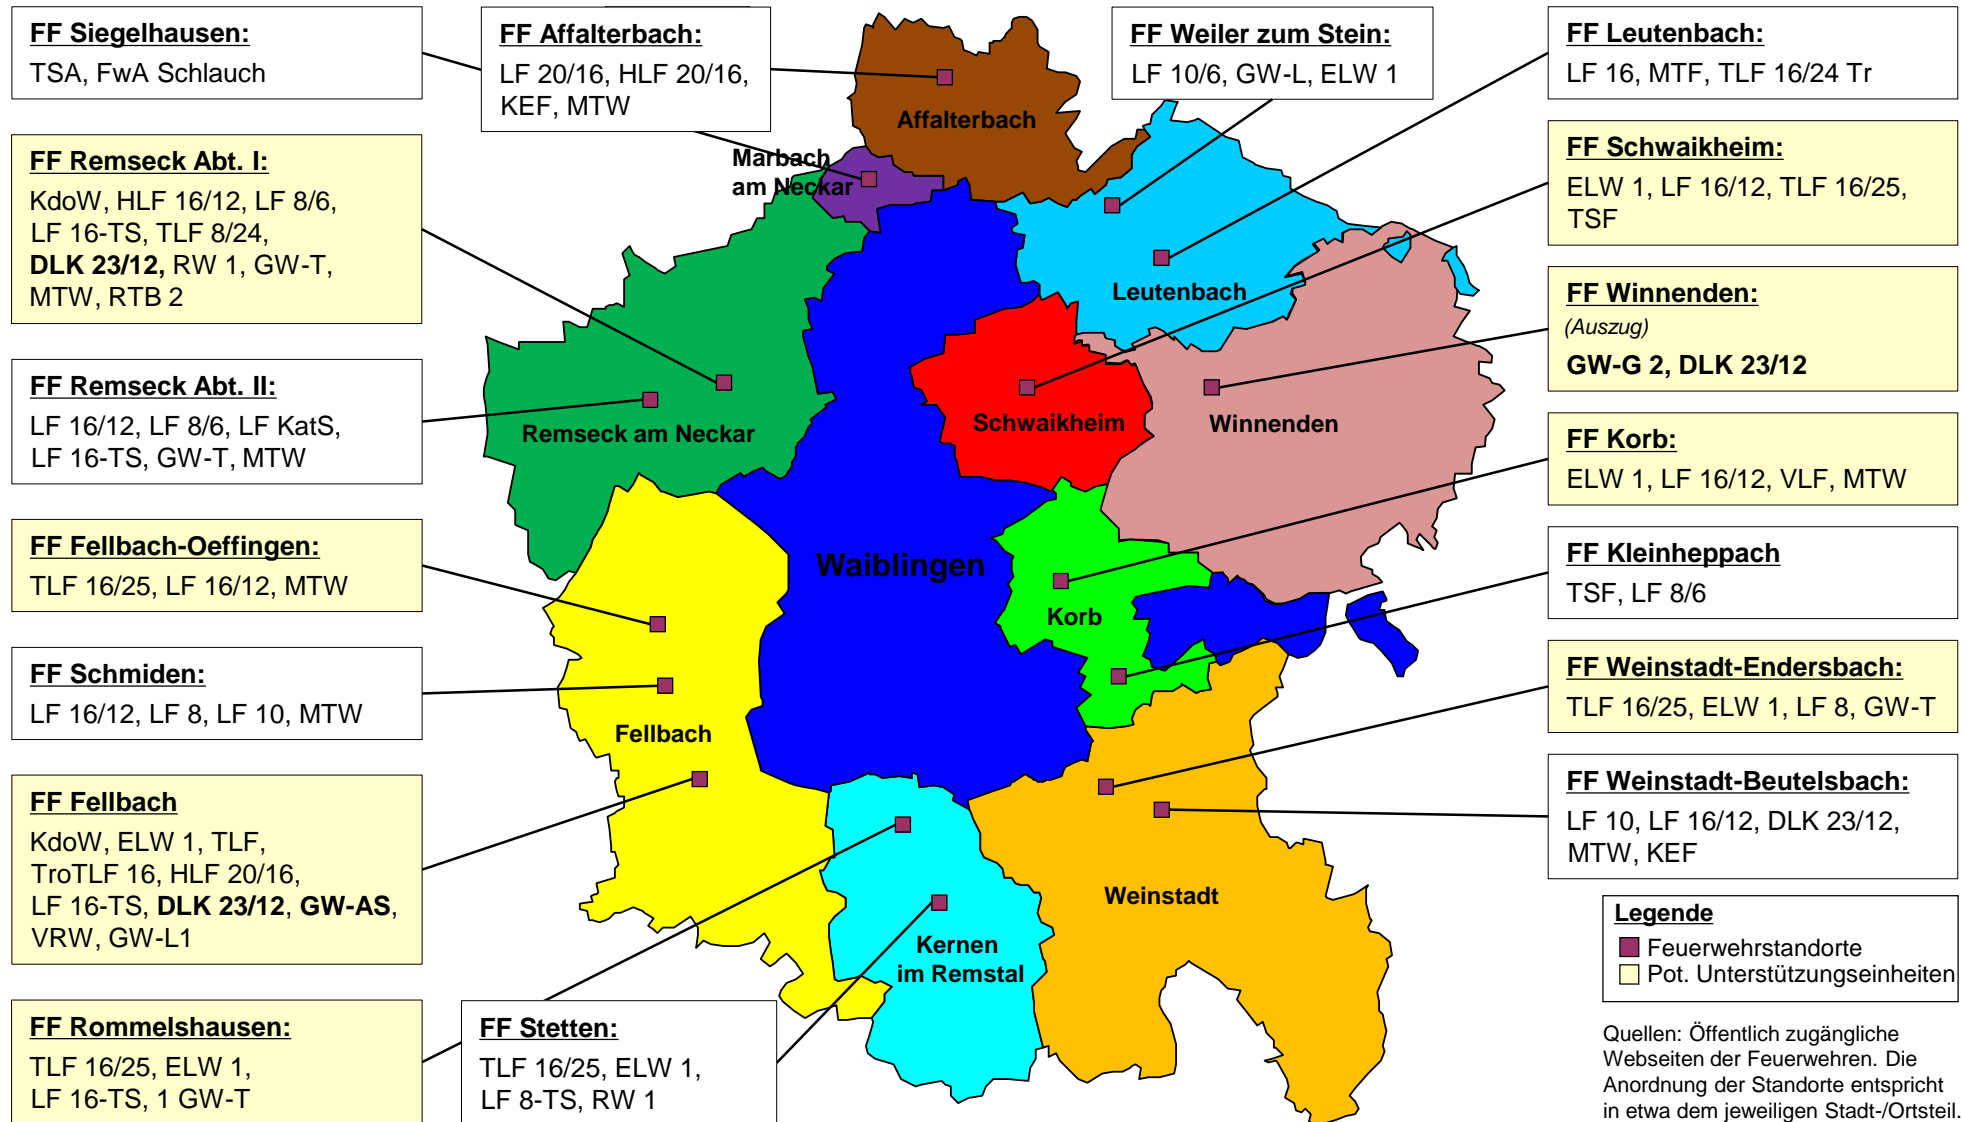 FF Siegelhausen:
TSA, FwA Schlauch
FF Affalterbach:
LF 20/16, HLF 20/16,
KEF, MTW
FF Weiler zum Stein:
LF 10/6, GW-L, ELW 1
FF Leutenbach:
LF 16, MTF, TLF 16/24 Tr
FF Remseck Abt. I:
KdoW, HLF 16/12, LF 8/6,
LF 16-TS, TLF 8/24,
DLK 23/12, RW 1, GW-T,
MTW, RTB 2
FF Schwaikheim:
ELW 1, LF 16/12, TLF 16/25,
TSF
FF Winnenden:
(Auszug)
GW-G 2, DLK 23/12
FF Remseck Abt. II:
LF 16/12, LF 8/6, LF KatS,
LF 16-TS, GW-T, MTW
FF Korb:
ELW 1, LF 16/12, VLF, MTW
FF Fellbach-Oeffingen:
TLF 16/25, LF 16/12, MTW
FF Kleinheppach
TSF, LF 8/6
FF Schmiden:
LF 16/12, LF 8, LF 10, MTW
FF Weinstadt-Endersbach:
TLF 16/25, ELW 1, LF 8, GW-T
FF Fellbach
KdoW, ELW 1, TLF,
TroTLF 16, HLF 20/16,
LF 16-TS, DLK 23/12, GW-AS,
VRW, GW-L1
FF Weinstadt-Beutelsbach:
LF 10, LF 16/12, DLK 23/12,
MTW, KEF
FF Rommelshausen:
TLF 16/25, ELW 1,
LF 16-TS, 1 GW-T
FF Stetten:
TLF 16/25, ELW 1,
LF 8-TS, RW 1
Affalterbach
Marbach
am Neckar
Leutenbach
Remseck am Neckar
Schwaikheim
Winnenden
Waiblingen
Korb
Fellbach
Weinstadt
Kernen
im Remstal
Legende
Feuerwehrstandorte
Pot. Unterstützungseinheiten
Quellen: Öffentlich zugängliche
Webseiten der Feuerwehren. Die
Anordnung der Standorte entspricht
in etwa dem jeweiligen Stadt-/Ortsteil.